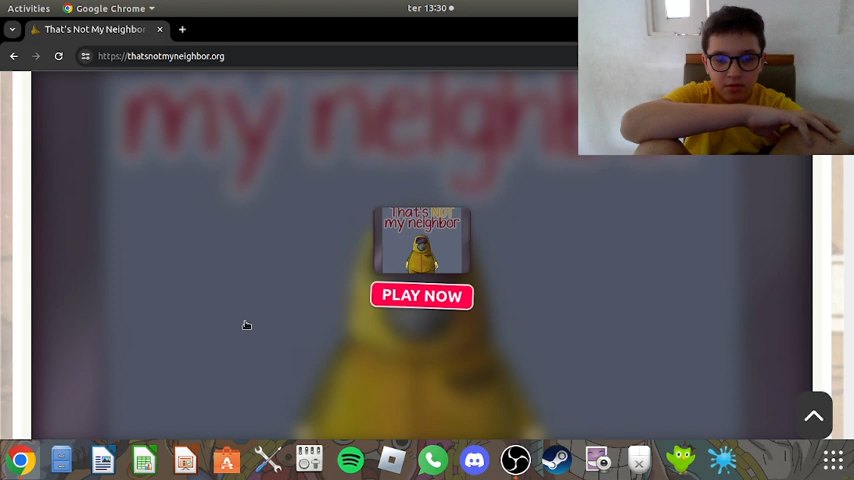 Activities
Google Chrome
ter 13:30
That's Not My Neighbor
https://thatsnotmyneighbor.org
my neighb
That's NOT
my neighbor
PLAY NOW